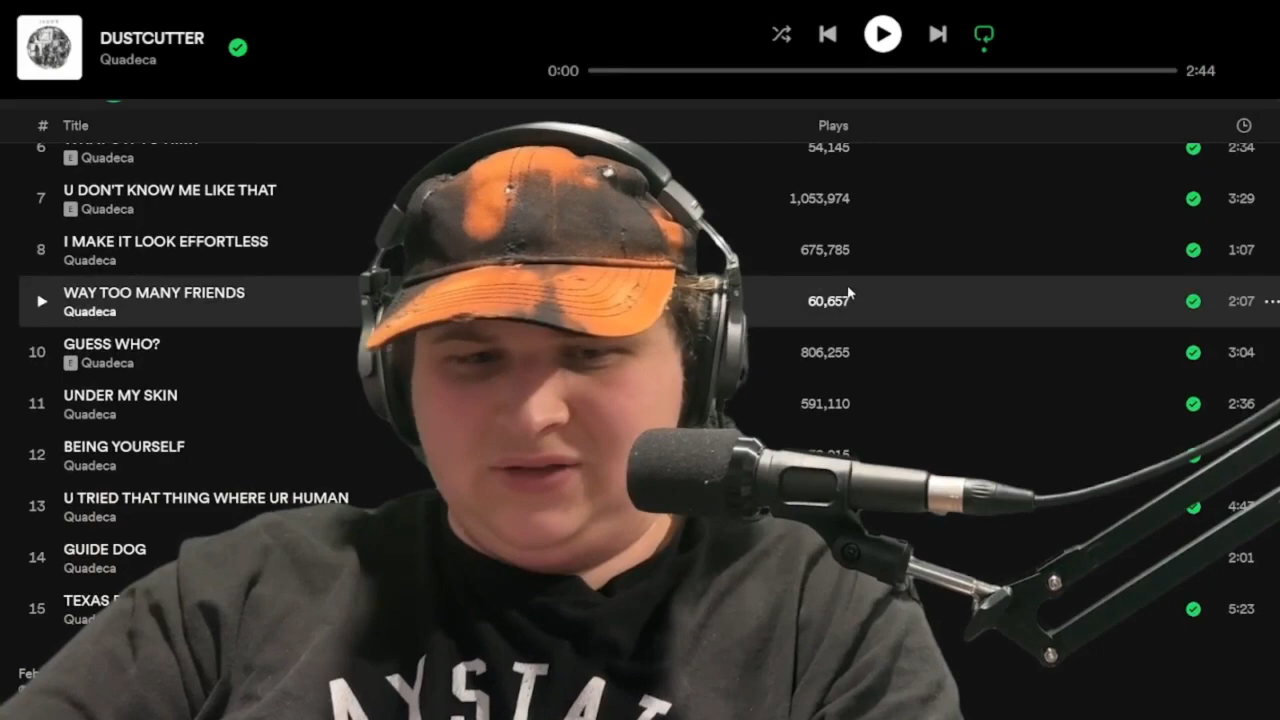 DUSTCUTTER
Quadeca
0:00
2:44
# Title Plays
6 54,145 2:34
E Quadeca
7 U DON'T KNOW ME LIKE THAT 1,053,974 3:29
E Quadeca
8 I MAKE IT LOOK EFFORTLESS 675,785 1:07
Quadeca
WAY TOO MANY FRIENDS 60,657 2:07
Quadeca
10 GUESS WHO? 806,255 3:04
E Quadeca
11 UNDER MY SKIN 591,110 2:36
Quadeca
12 BEING YOURSELF
Quadeca
13 U TRIED THAT THING WHERE UR HUMAN
Quadeca
14 GUIDE DOG 2:01
Quadeca
15 TEXAS 5:23